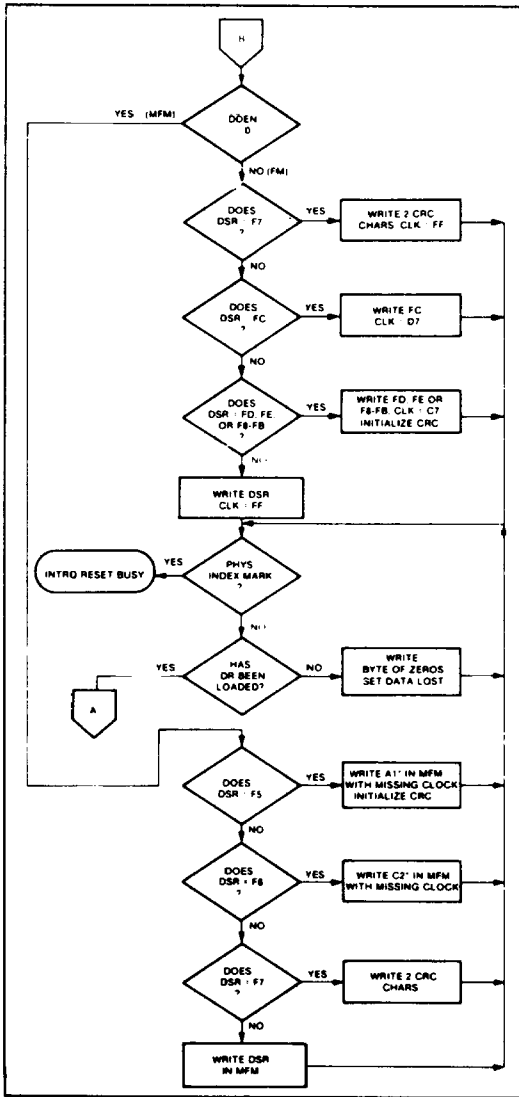 B
YES (MFM)
DDEN
0
NO (FM)
DOES
DSR = F7
?
YES
WRITE 2 CRC
CHARS CLK = FF
NO
DOES
DSR = FC
?
YES
WRITE FC
CLK = D7
NO
DOES
DSR = FD, FE,
OR F8-FB
?
YES
WRITE FD, FE OR
F8-FB, CLK = C7
INITIALIZE CRC
NO
WRITE DSR
CLK = FF
PHYS
INDEX MARK
?
YES
INTRQ RESET BUSY
NO
HAS
DR BEEN
LOADED?
YES
A
NO
WRITE
BYTE OF ZEROS
SET DATA LOST
DOES
DSR = F5
YES
WRITE A1* IN MFM
WITH MISSING CLOCK
INITIALIZE CRC
NO
DOES
DSR = F6
?
YES
WRITE C2* IN MFM
WITH MISSING CLOCK
NO
DOES
DSR = F7
?
YES
WRITE 2 CRC
CHARS
NO
WRITE DSR
IN MFM